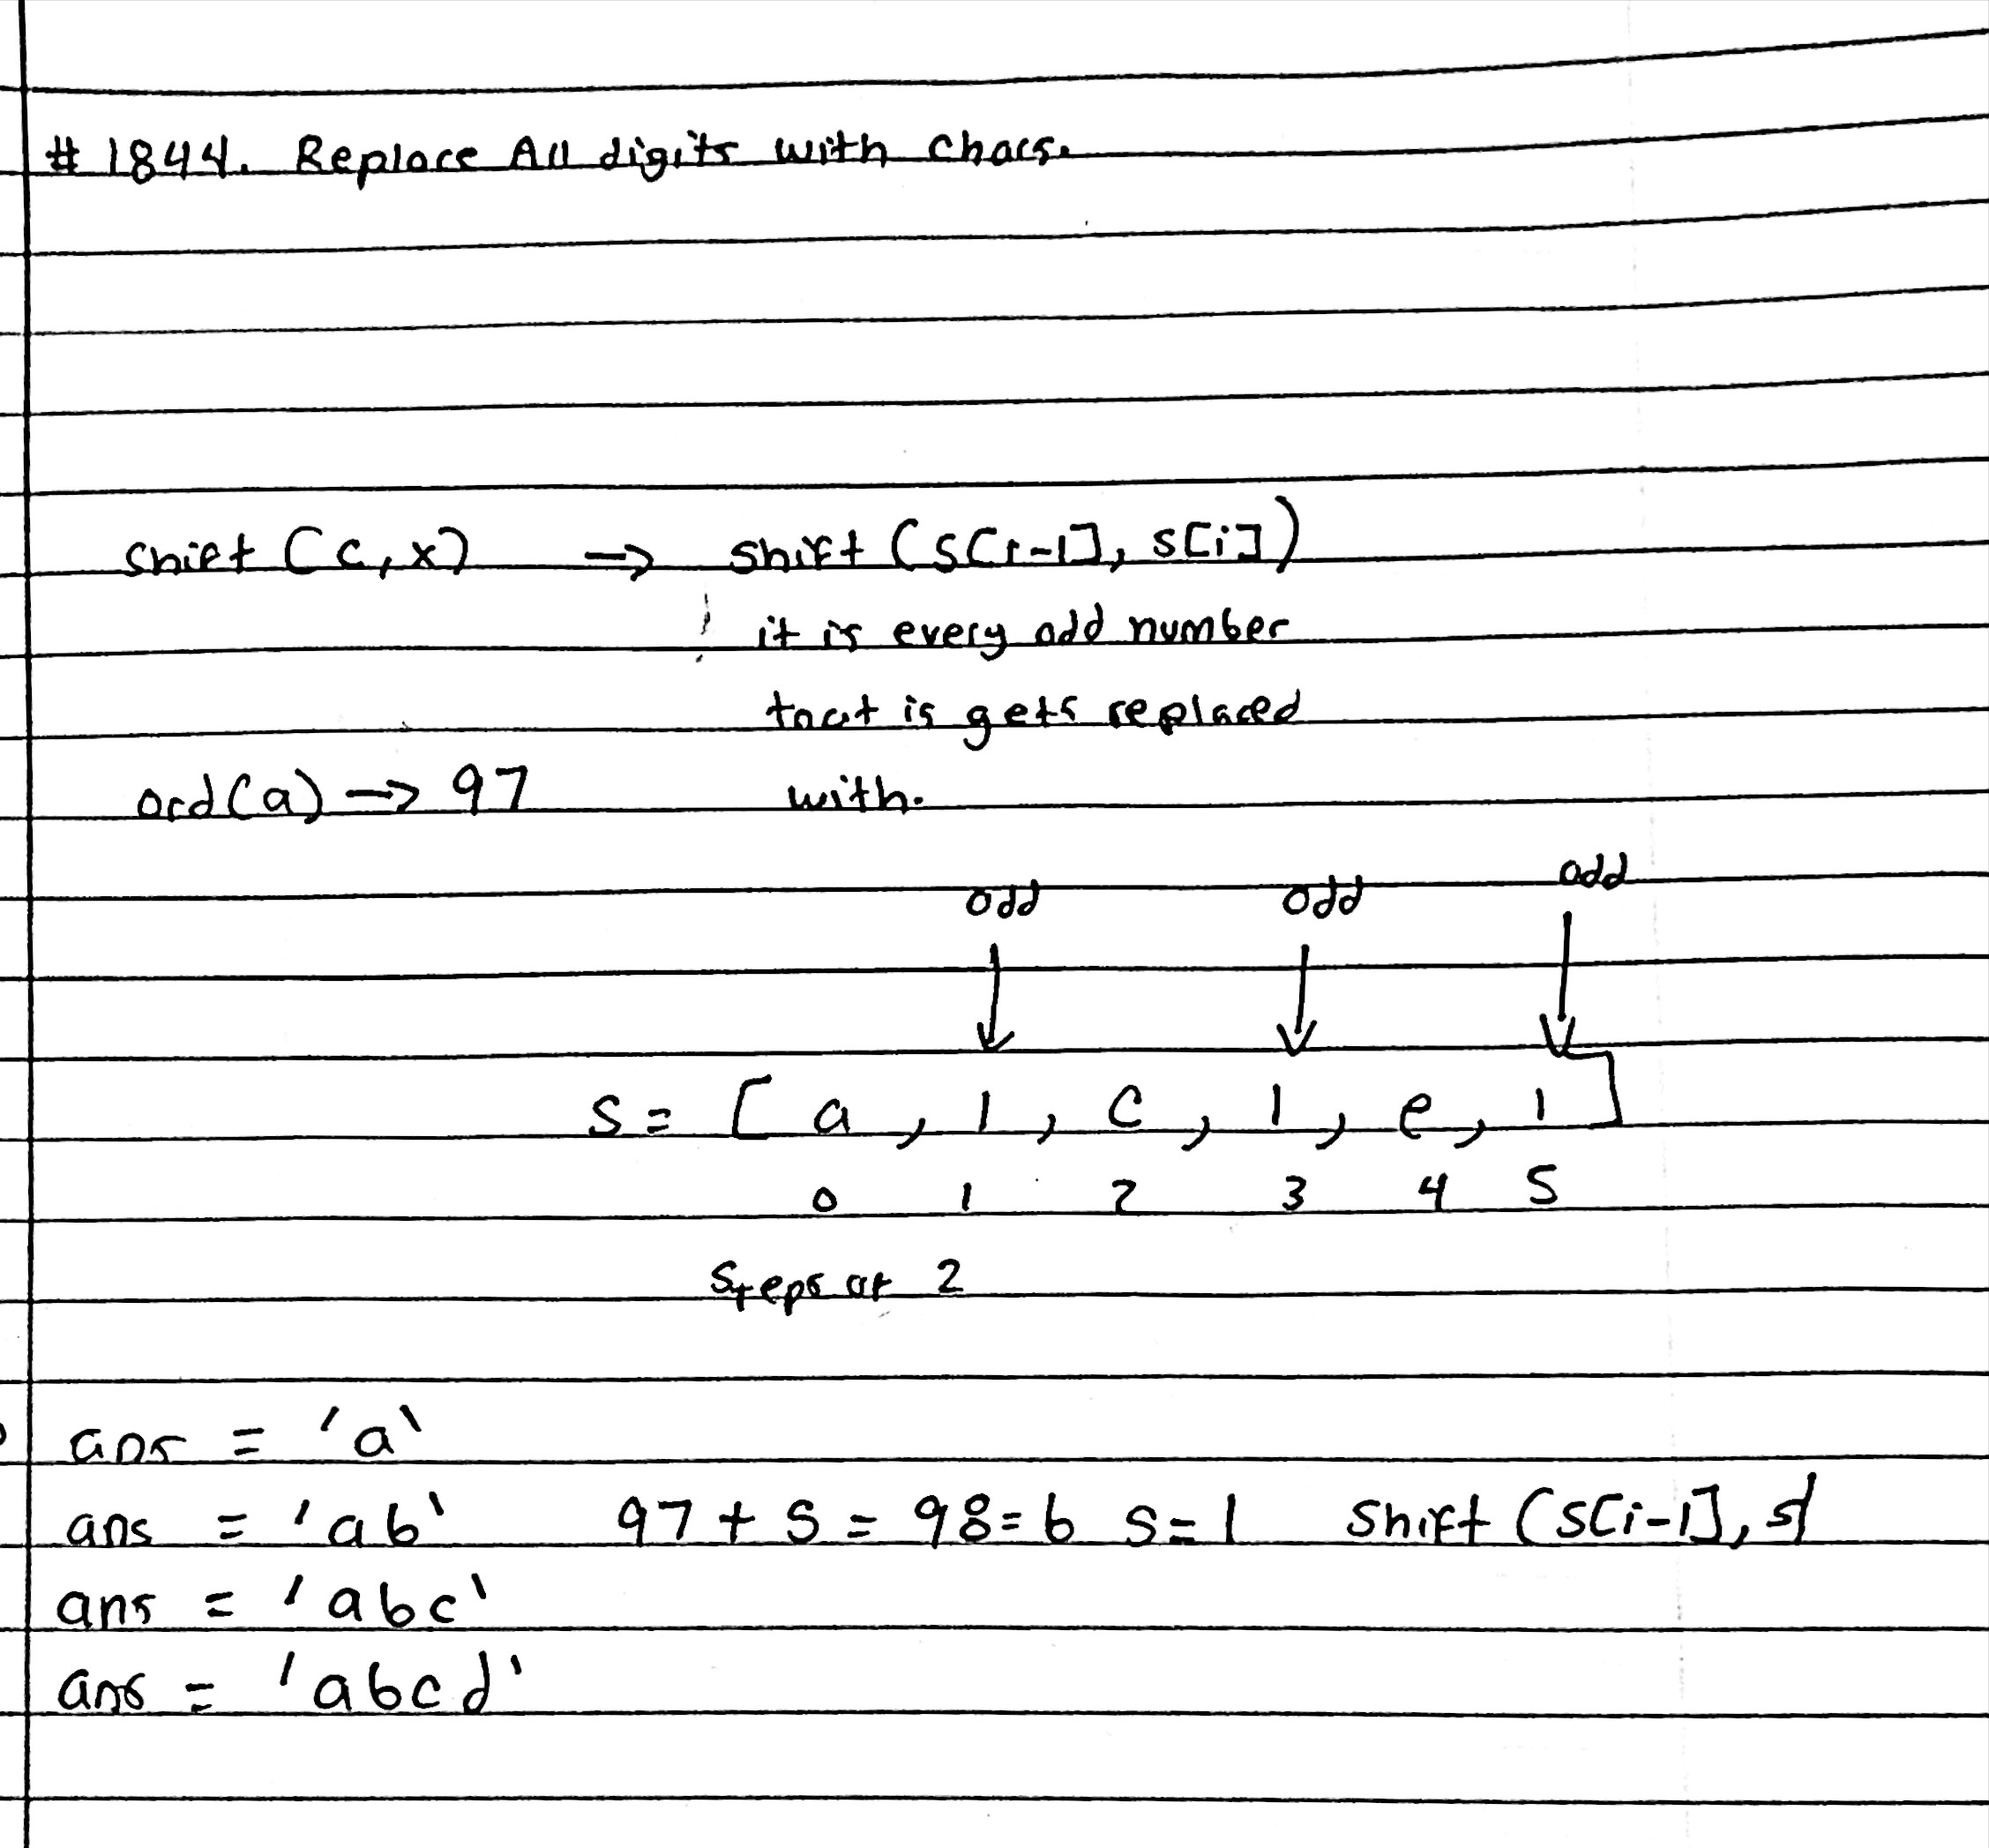 # 1844. Replace All digits with chars.
shift (c, x) → shift (s[i-1], s[i])
it is every odd number
that is gets replaced
ord(a) → 97 with.
odd odd odd
s = [ a , 1 , c , 1 , e , 1 ]
0 1 2 3 4 5
Steps at 2
ans = 'a'
ans = 'ab' 97 + S = 98 = b S = 1 shift (s[i-1], s
ans = 'abc'
ans = 'abcd'